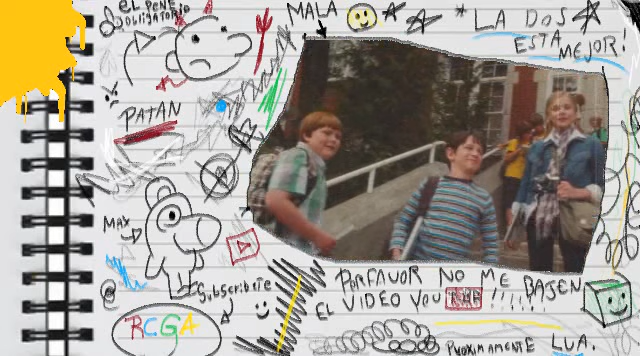 EL PENE
OBLIGATORIO
MALA
LA DOS
ESTA
MEJOR!
PATAN
MAX
Subscribete
RCGA
PORFAVOR NO ME BAJEN
EL VIDEO YOU
PROXIMAMENTE LUA.